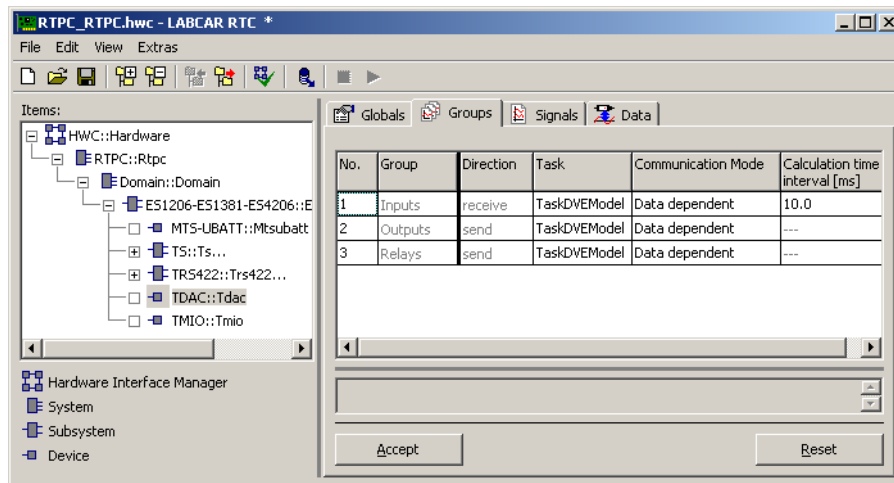 RTPC_RTPC.hwc - LABCAR RTC *
File Edit View Extras
Items:
HWC::Hardware
RTPC::Rtpc
Domain::Domain
ES1206-ES1381-ES4206::E
MTS-UBATT::Mtsubatt
TS::Ts...
TRS422::Trs422...
TDAC::Tdac
TMIO::Tmio
Hardware Interface Manager
System
Subsystem
Device
Globals Groups Signals Data
No. Group Direction Task Communication Mode Calculation time
interval [ms]
1 Inputs receive TaskDVEModel Data dependent 10.0
2 Outputs send TaskDVEModel Data dependent ---
3 Relays send TaskDVEModel Data dependent ---
Accept Reset